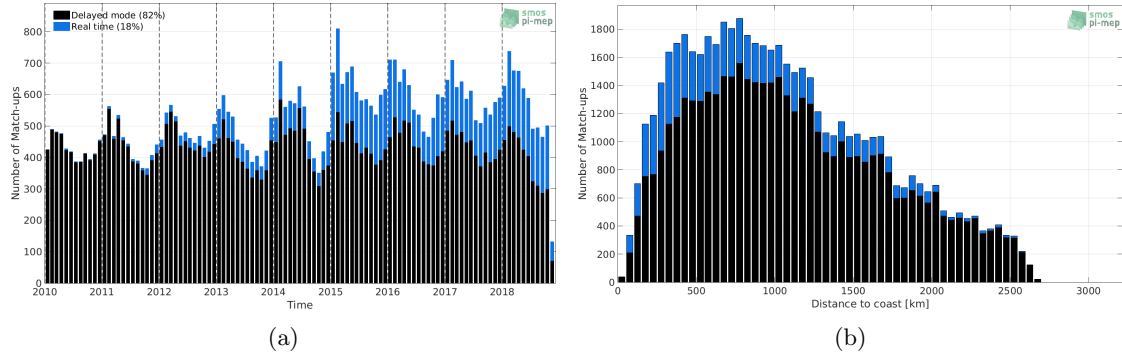 Delayed mode (82%)
Real time (18%)
smos
pi-mep
800
700
600
500
400
300
200
100
0
Number of Match-ups
2010 2011 2012 2013 2014 2015 2016 2017 2018
Time
(a)
smos
pi-mep
1800
1600
1400
1200
1000
800
600
400
200
0
Number of Match-ups
0 500 1000 1500 2000 2500 3000
Distance to coast [km]
(b)